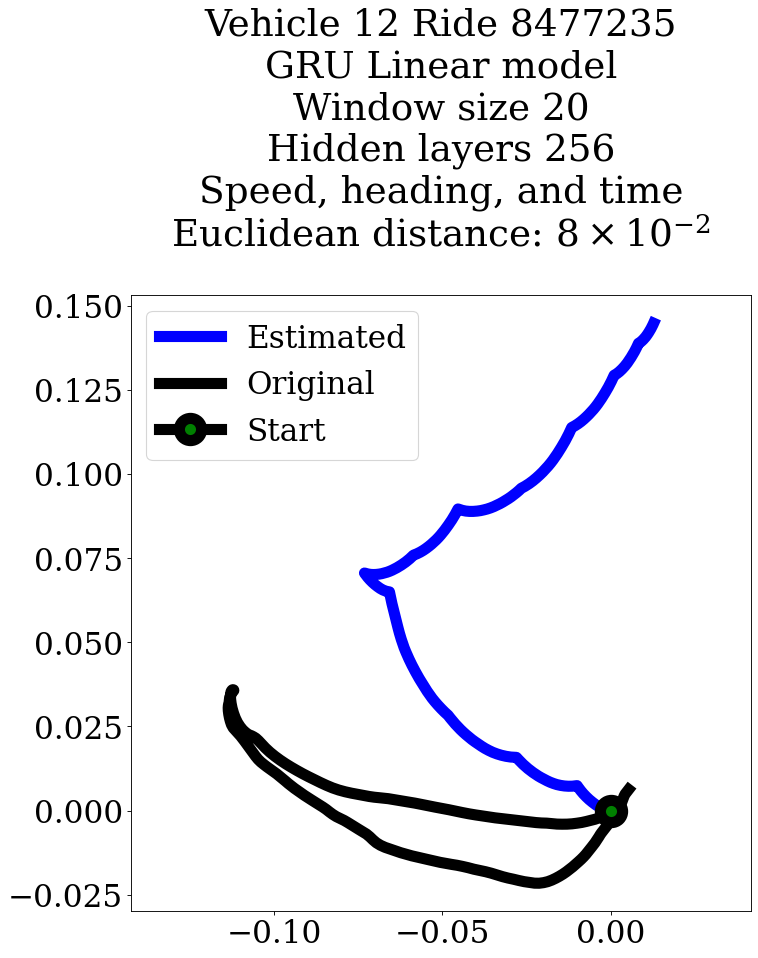 Vehicle 12 Ride 8477235
GRU Linear model
Window size 20
Hidden layers 256
Speed, heading, and time
Euclidean distance: 8 × 10⁻²
Estimated
Original
Start
0.150
0.125
0.100
0.075
0.050
0.025
0.000
−0.025
−0.10 −0.05 0.00